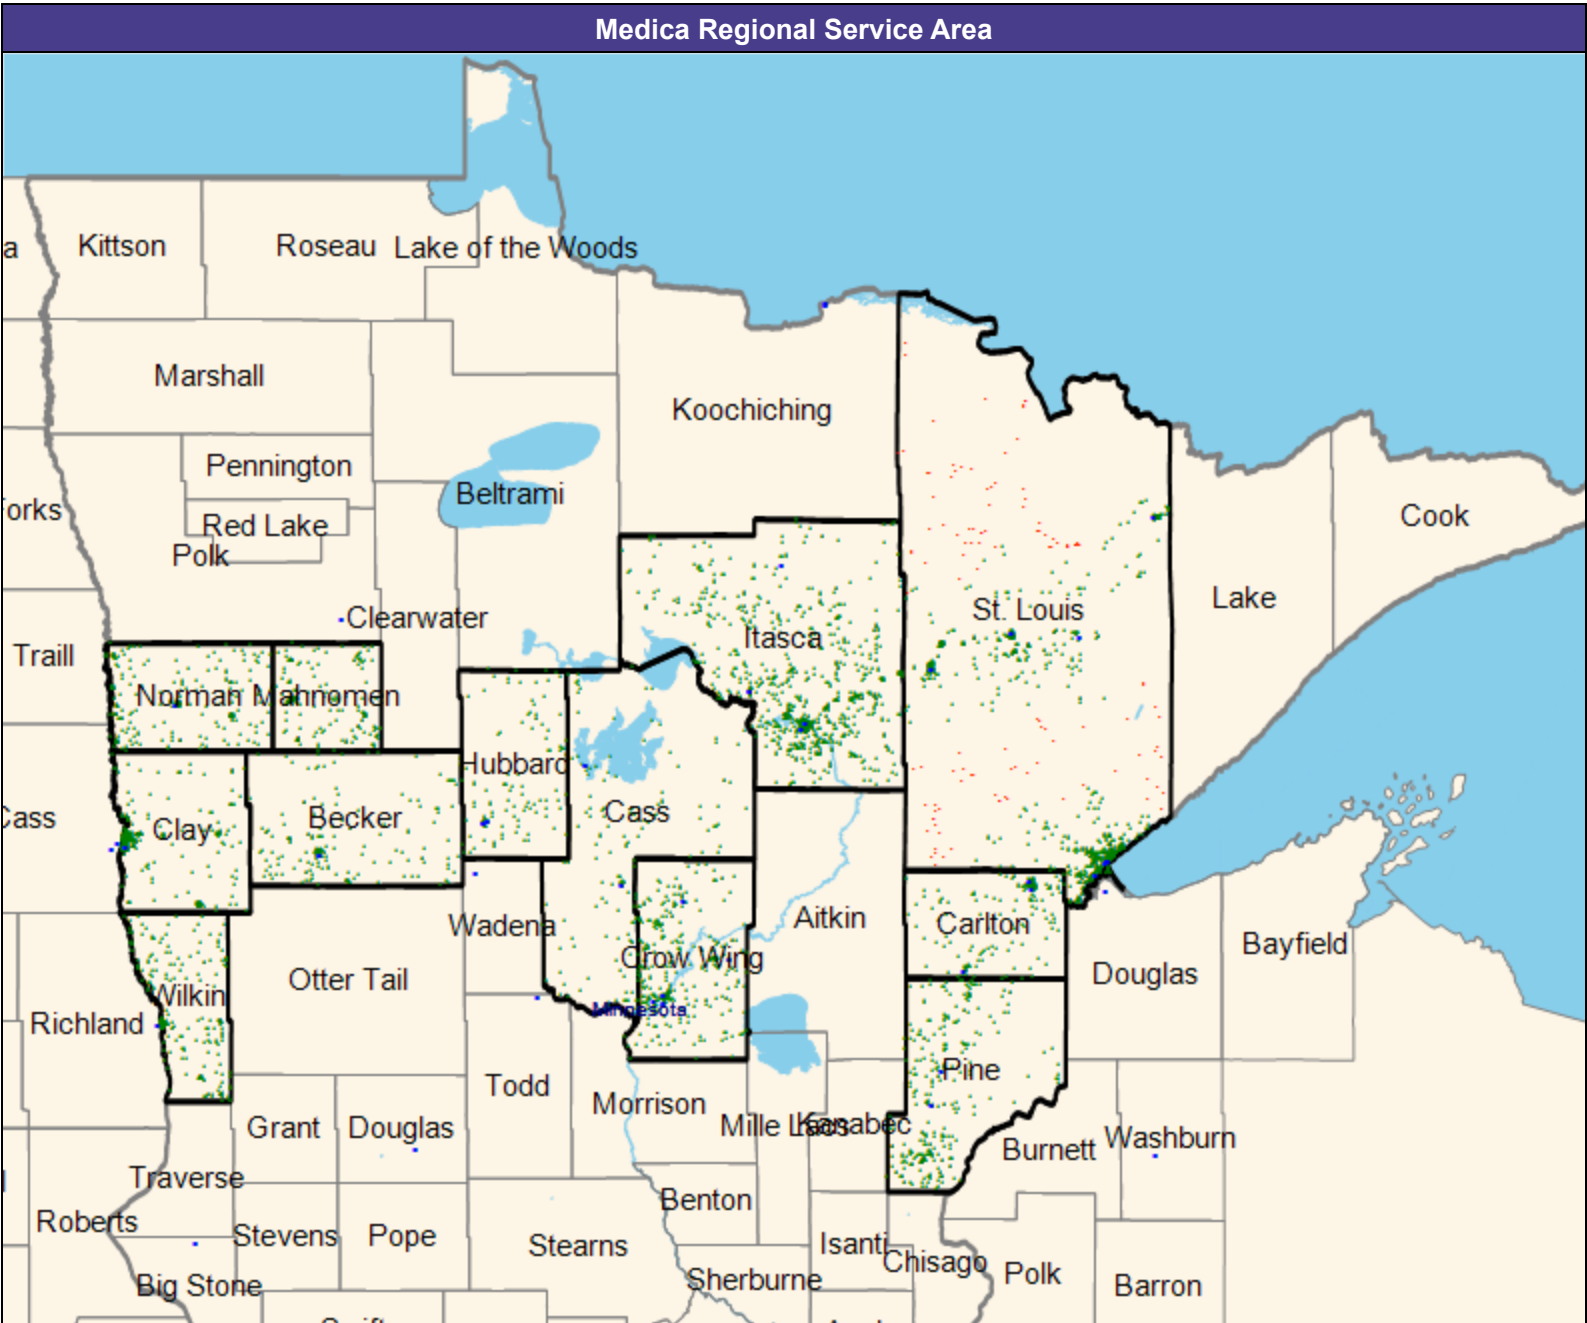 Medica Regional Service Area
a
Kittson
Roseau
Lake of the Woods
Marshall
Koochiching
Pennington
Beltrami
Forks
Red Lake
Cook
Polk
Clearwater
St. Louis
Lake
Traill
Itasca
Norman
Mahnomen
Hubbard
Cass
Becker
Cass
Clay
Wadena
Aitkin
Carlton
Bayfield
Crow Wing
Otter Tail
Douglas
Wilkin
Minnesota
Richland
Pine
Todd
Morrison
Grant
Douglas
Mille Lacs
Kanabec
Burnett
Washburn
Traverse
Benton
Roberts
Stevens
Pope
Stearns
Isanti
Chisago
Polk
Big Stone
Sherburne
Barron